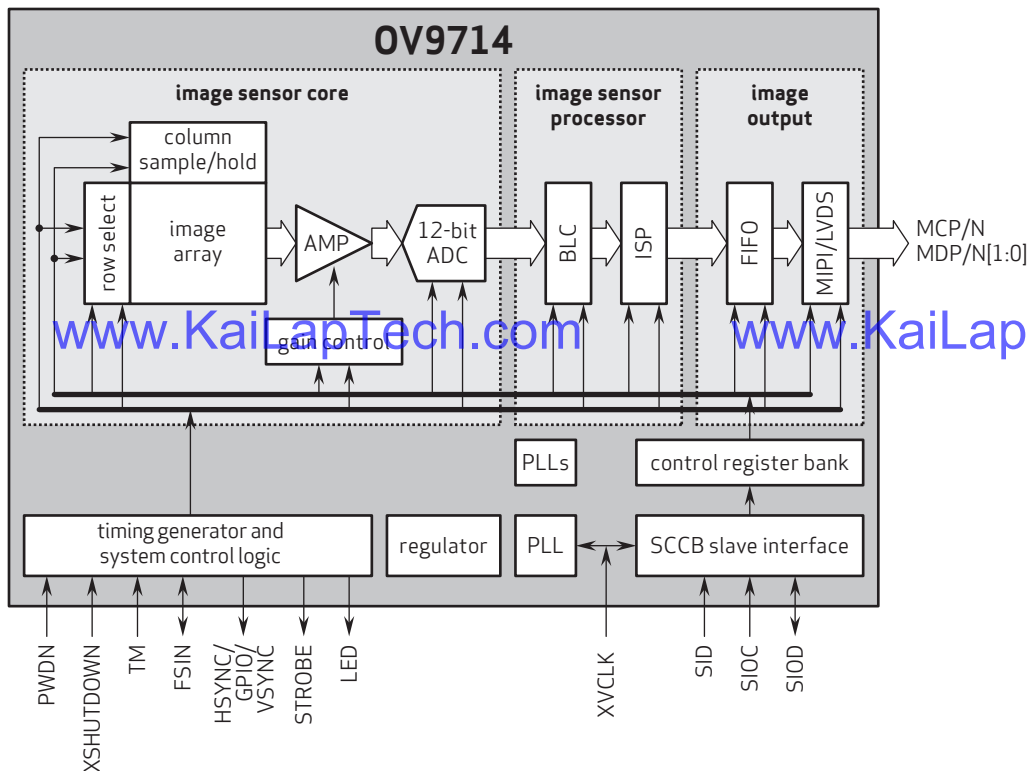 OV9714
image sensor core
image sensor
processor
image
output
column
sample/hold
row select
image
array
AMP
12-bit
ADC
BLC
ISP
FIFO
MIPI/LVDS
MCP/N
MDP/N[1:0]
gain control
www.KaiLapTech.com
www.KaiLap
PLLs
control register bank
timing generator and
system control logic
regulator
PLL
SCCB slave interface
PWDN
XSHUTDOWN
TM
FSIN
HSYNC/
GPIO/
VSYNC
STROBE
LED
XVCLK
SID
SIOC
SIOD